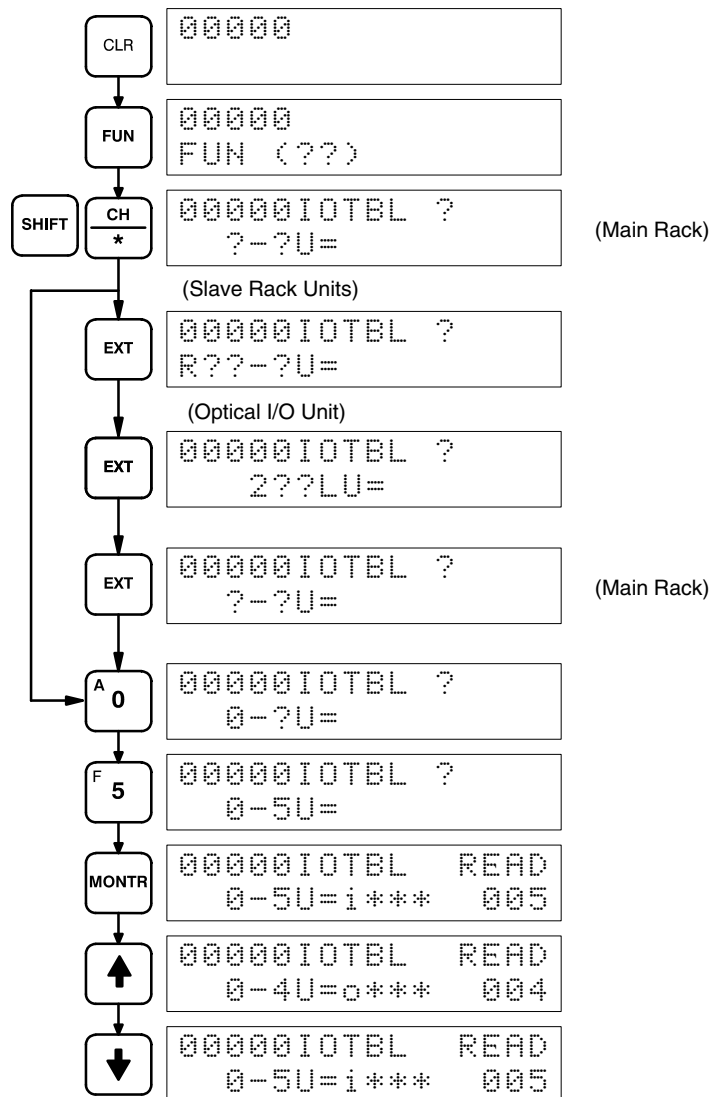 CLR
00000
FUN
00000
FUN (??)
SHIFT
CH
*
00000IOTBL ?
?-?U=
(Main Rack)
(Slave Rack Units)
EXT
00000IOTBL ?
R??-?U=
(Optical I/O Unit)
EXT
00000IOTBL ?
2??LU=
EXT
00000IOTBL ?
?-?U=
(Main Rack)
A
0
00000IOTBL ?
0-?U=
F
5
00000IOTBL ?
0-5U=
MONTR
00000IOTBL READ
0-5U=i*** 005
00000IOTBL READ
0-4U=o*** 004
00000IOTBL READ
0-5U=i*** 005